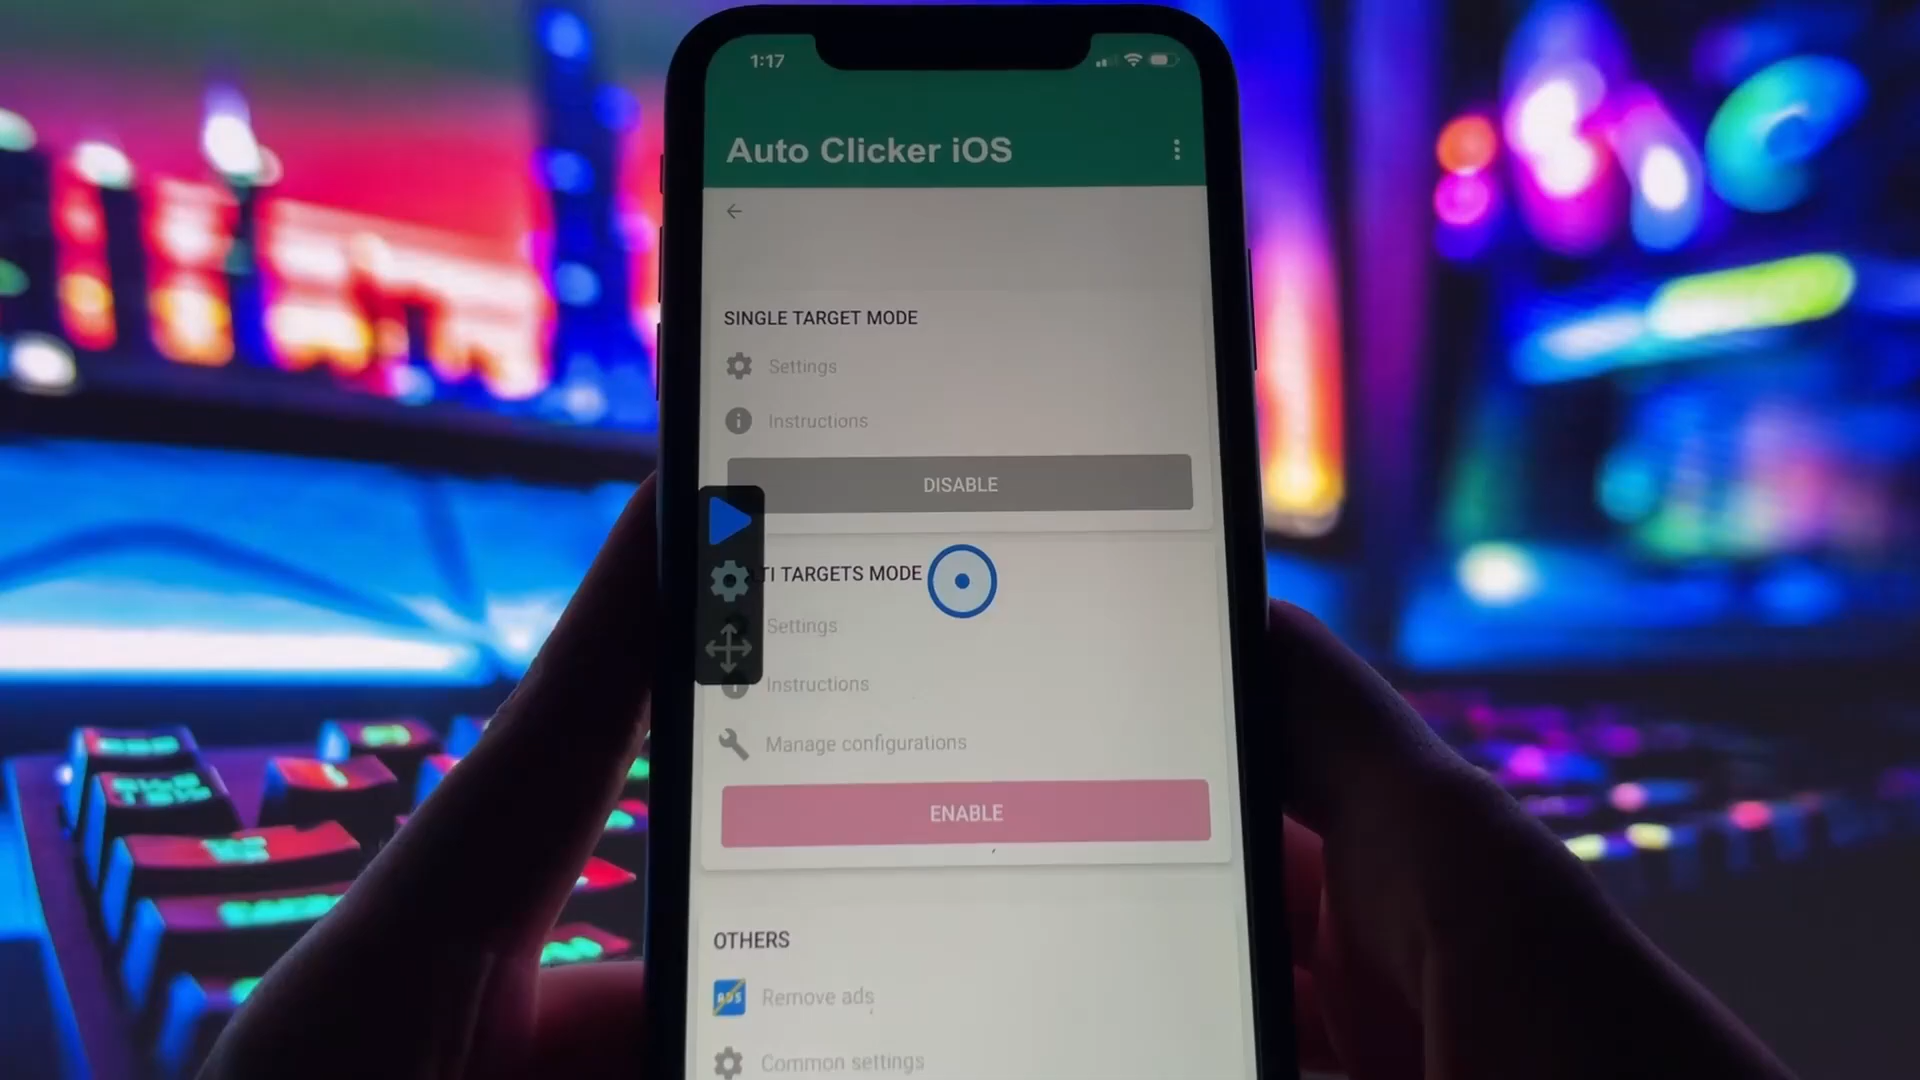 1:17
Auto Clicker iOS
SINGLE TARGET MODE
Settings
Instructions
DISABLE
TI TARGETS MODE
Settings
Instructions
Manage configurations
ENABLE
OTHERS
ADS
Remove ads
Common settings